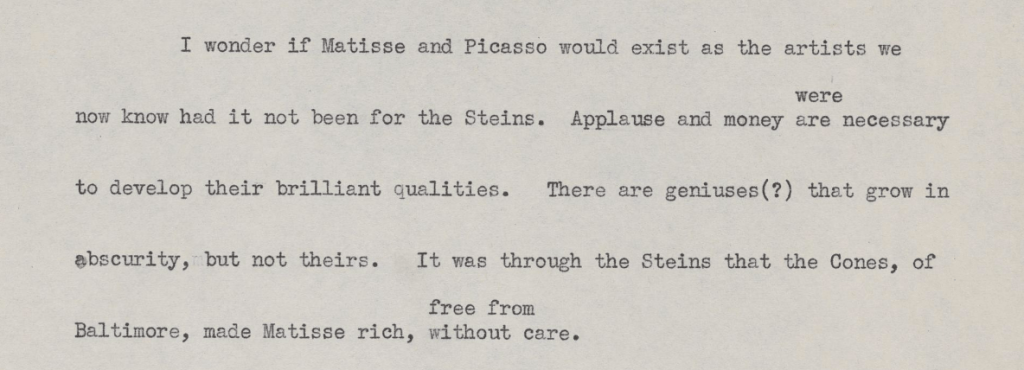 I wonder if Matisse and Picasso would exist as the artists we
were
now know had it not been for the Steins. Applause and money are necessary
to develop their brilliant qualities. There are geniuses(?) that grow in
abscurity, but not theirs. It was through the Steins that the Cones, of
free from
Baltimore, made Matisse rich, without care.